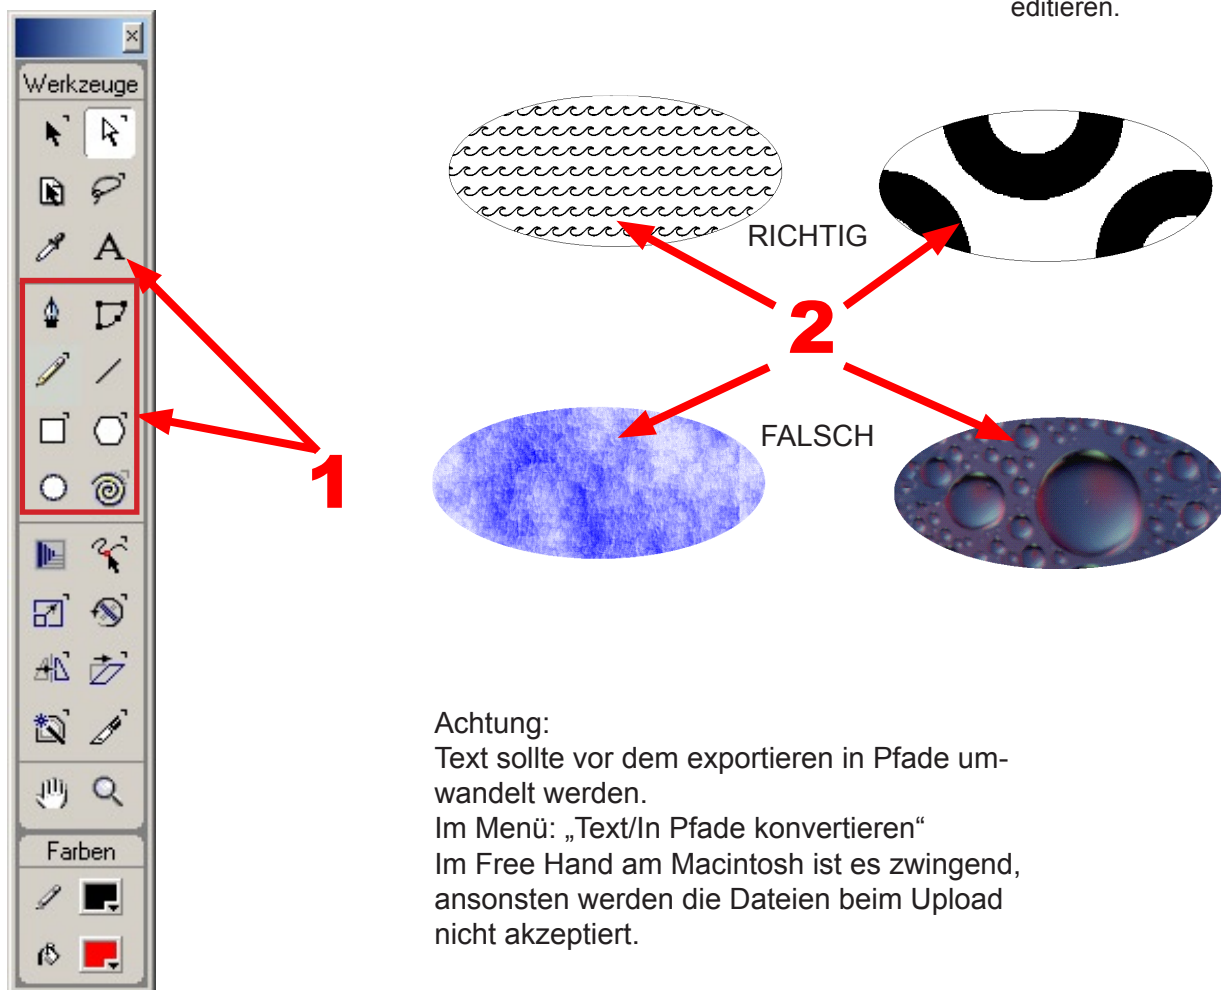 editieren.
Werkzeuge
A
RICHTIG
2
1
FALSCH
Achtung:
Text sollte vor dem exportieren in Pfade um-
wandelt werden.
Im Menü: „Text/In Pfade konvertieren“
Im Free Hand am Macintosh ist es zwingend,
ansonsten werden die Dateien beim Upload
nicht akzeptiert.
Farben